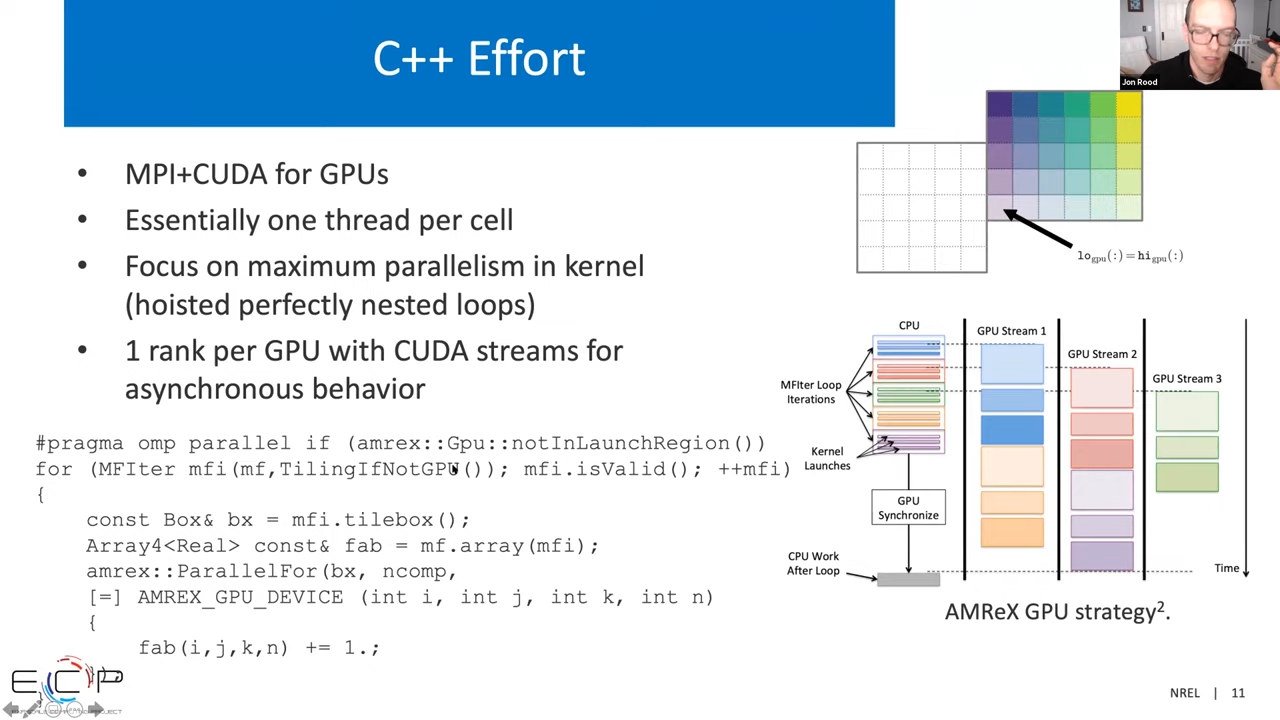 C++ Effort
Jon Rood
• MPI+CUDA for GPUs
• Essentially one thread per cell
• Focus on maximum parallelism in kernel
(hoisted perfectly nested loops)
• 1 rank per GPU with CUDA streams for
asynchronous behavior
#pragma omp parallel if (amrex::Gpu::notInLaunchRegion())
for (MFIter mfi(mf,TilingIfNotGPU()); mfi.isValid(); ++mfi)
{
const Box& bx = mfi.tilebox();
Array4<Real> const& fab = mf.array(mfi);
amrex::ParallelFor(bx, ncomp,
[=] AMREX_GPU_DEVICE (int i, int j, int k, int n)
{
fab(i,j,k,n) += 1.;
lo_gpu(:) = hi_gpu(:)
CPU
GPU Stream 1
GPU Stream 2
GPU Stream 3
MFIter Loop
Iterations
Kernel
Launches
GPU
Synchronize
CPU Work
After Loop
Time
AMReX GPU strategy².
ECP
NREL | 11